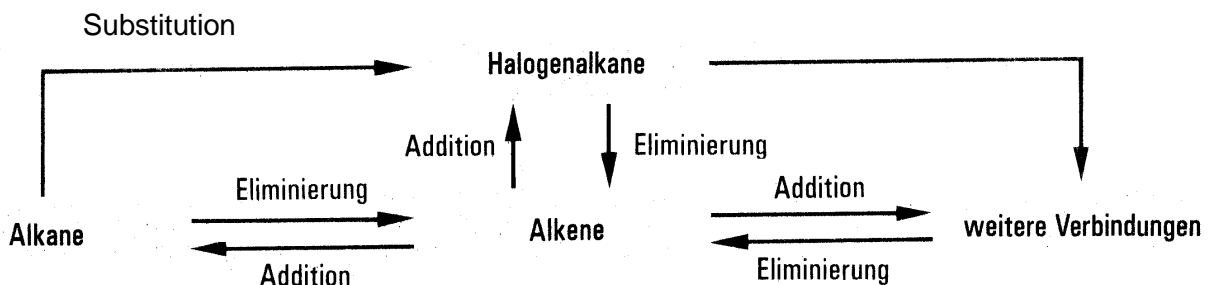 Substitution
Halogenalkane
Addition
Eliminierung
Eliminierung
Addition
Alkane
Alkene
weitere Verbindungen
Addition
Eliminierung